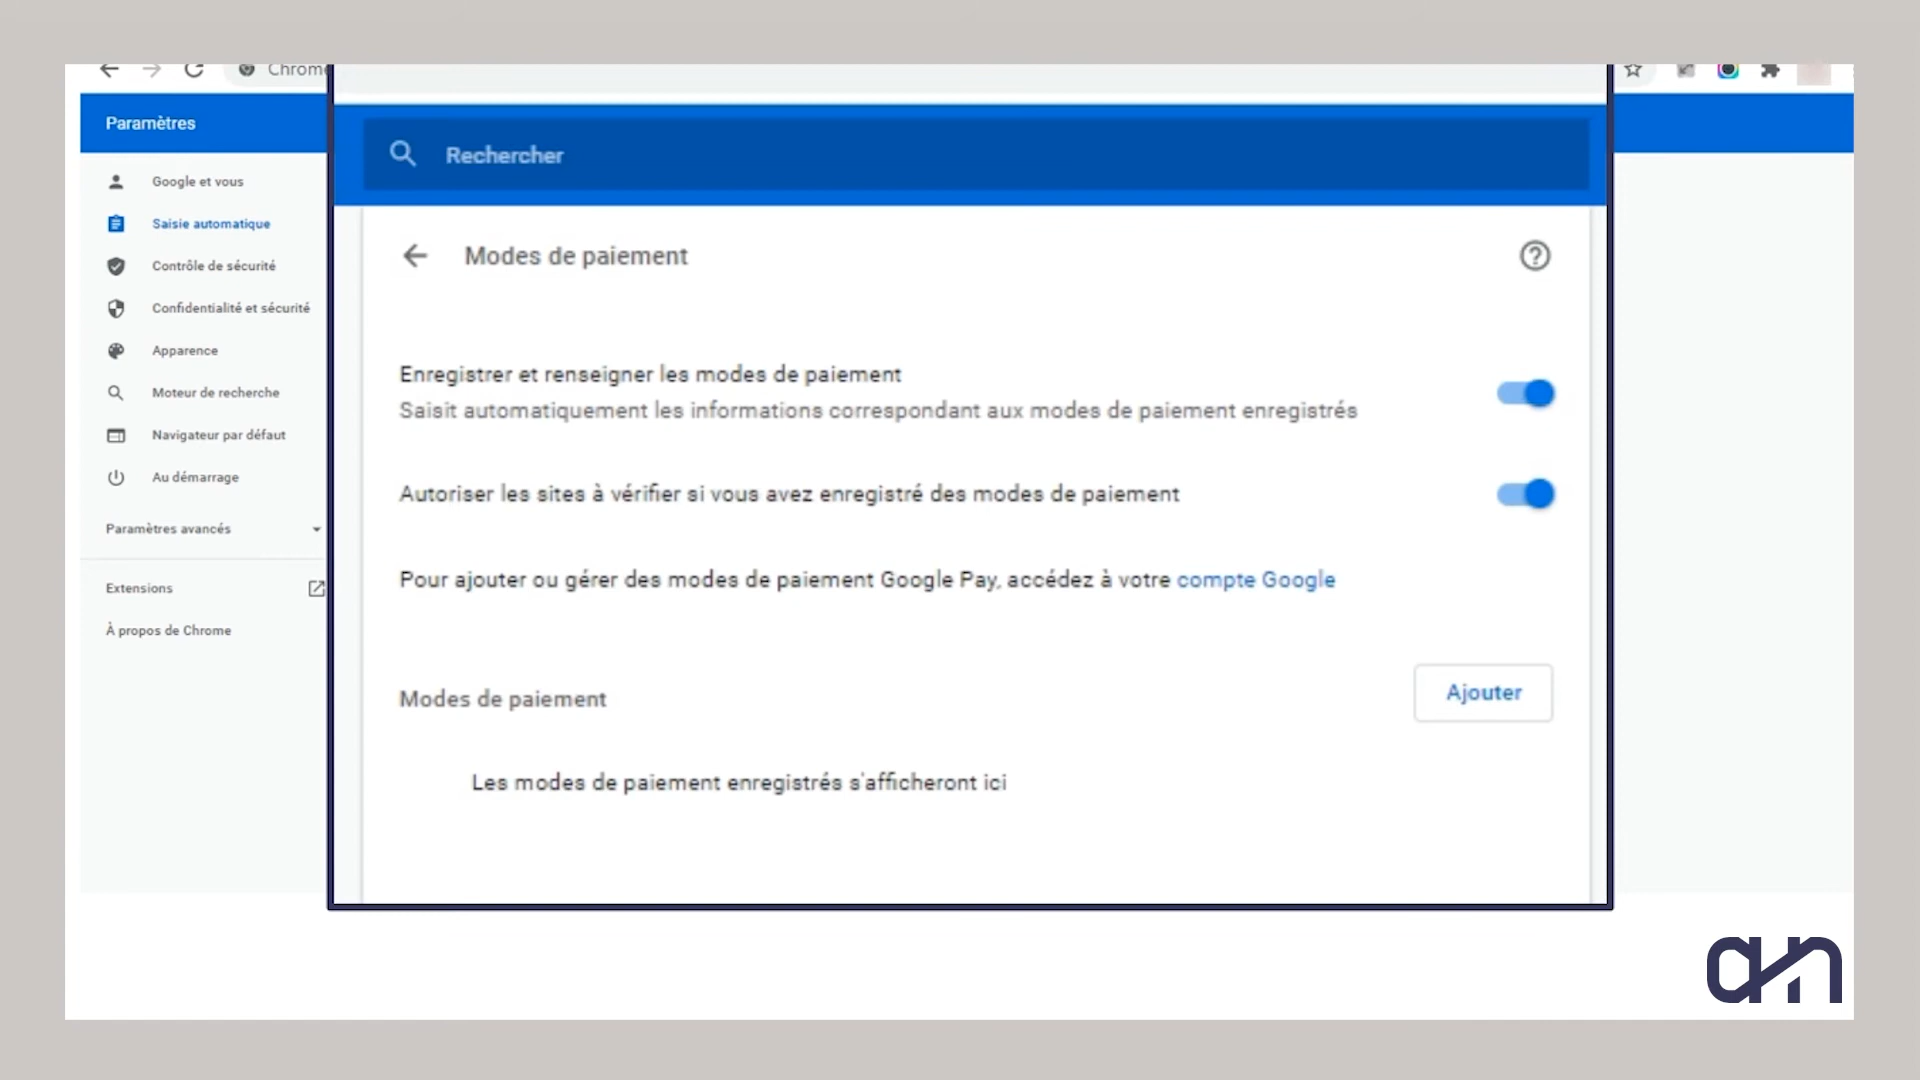 Chrome
Paramètres
Google et vous
Saisie automatique
Contrôle de sécurité
Confidentialité et sécurité
Apparence
Moteur de recherche
Navigateur par défaut
Au démarrage
Paramètres avancés
Extensions
À propos de Chrome
Rechercher
Modes de paiement
Enregistrer et renseigner les modes de paiement
Saisit automatiquement les informations correspondant aux modes de paiement enregistrés
Autoriser les sites à vérifier si vous avez enregistré des modes de paiement
Pour ajouter ou gérer des modes de paiement Google Pay, accédez à votre compte Google
Modes de paiement
Ajouter
Les modes de paiement enregistrés s'afficheront ici
an